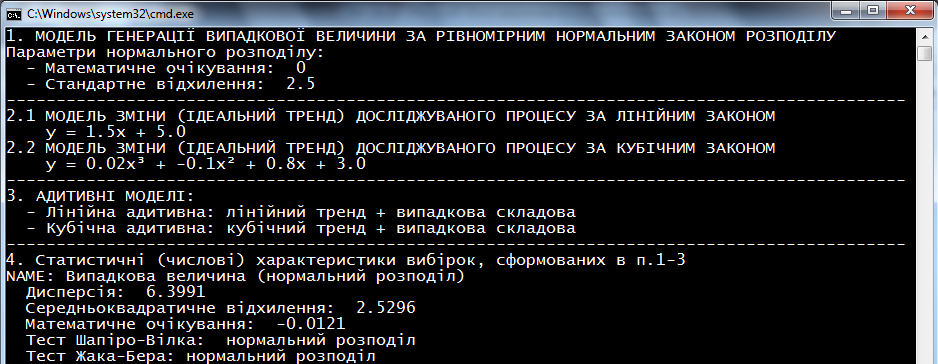 C:\Windows\system32\cmd.exe
1. МОДЕЛЬ ГЕНЕРАЦІЇ ВИПАДКОВОЇ ВЕЛИЧИНИ ЗА РІВНОМІРНИМ НОРМАЛЬНИМ ЗАКОНОМ РОЗПОДІЛУ
Параметри нормального розподілу:
- Математичне очікування: 0
- Стандартне відхилення: 2.5
------------------------------------------------------------------------------------------
2.1 МОДЕЛЬ ЗМІНИ (ІДЕАЛЬНИЙ ТРЕНД) ДОСЛІДЖУВАНОГО ПРОЦЕСУ ЗА ЛІНІЙНИМ ЗАКОНОМ
y = 1.5x + 5.0
2.2 МОДЕЛЬ ЗМІНИ (ІДЕАЛЬНИЙ ТРЕНД) ДОСЛІДЖУВАНОГО ПРОЦЕСУ ЗА КУБІЧНИМ ЗАКОНОМ
y = 0.02x³ + -0.1x² + 0.8x + 3.0
------------------------------------------------------------------------------------------
3. АДИТИВНІ МОДЕЛІ:
- Лінійна адитивна: лінійний тренд + випадкова складова
- Кубічна адитивна: кубічний тренд + випадкова складова
------------------------------------------------------------------------------------------
4. Статистичні (числові) характеристики вибірок, сформованих в п.1-3
NAME: Випадкова величина (нормальний розподіл)
Дисперсія: 6.3991
Середньоквадратичне відхилення: 2.5296
Математичне очікування: -0.0121
Тест Шапіро-Вілка: нормальний розподіл
Тест Жака-Бера: нормальний розподіл